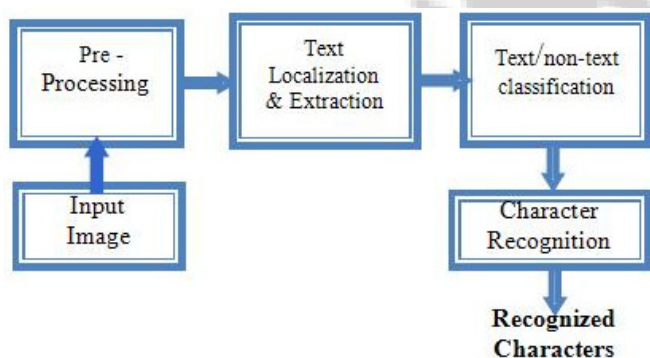 Pre -
Processing
Text
Localization
& Extraction
Text/non-text
classification
Input
Image
Character
Recognition
Recognized
Characters